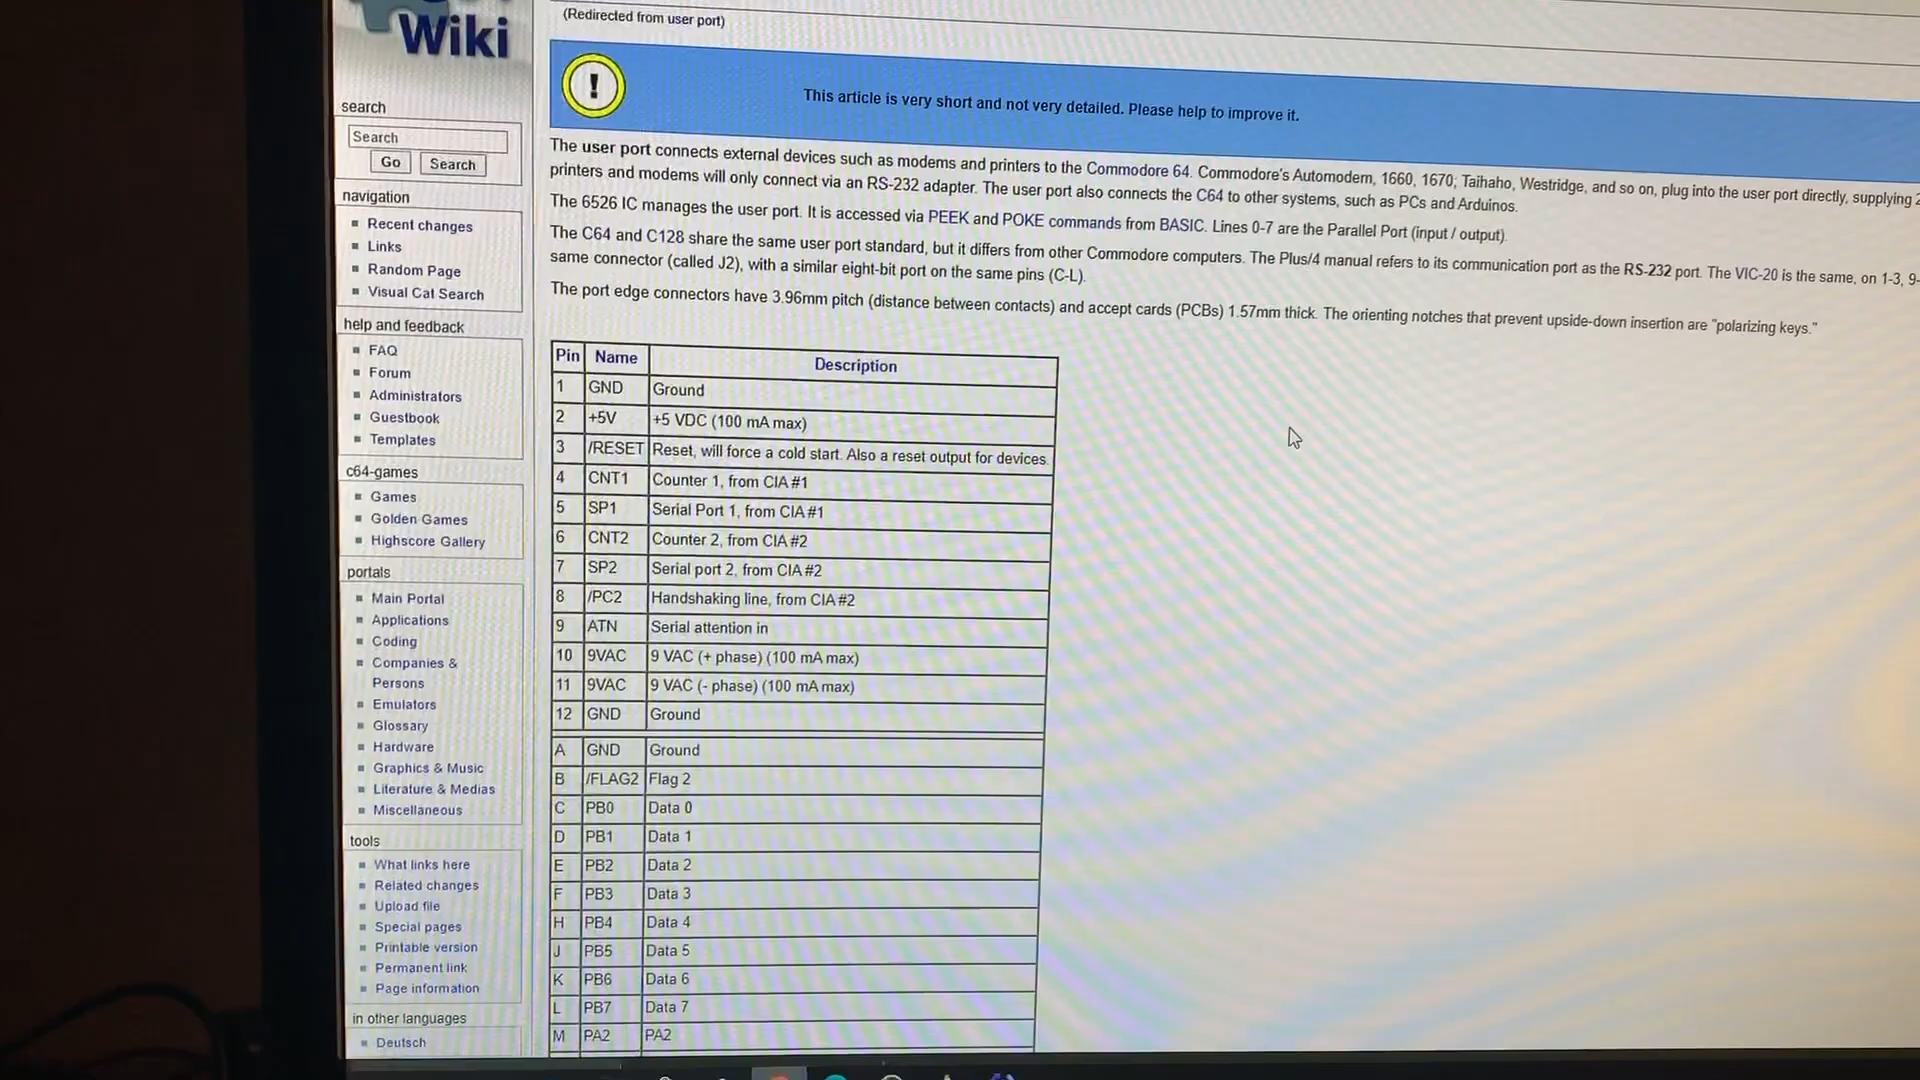 Wiki
(Redirected from user port)
!
This article is very short and not very detailed. Please help to improve it.
The user port connects external devices such as modems and printers to the Commodore 64. Commodore's Automodem, 1660, 1670; Taihaho, Westridge, and so on, plug into the user port directly, supplying
printers and modems will only connect via an RS-232 adapter. The user port also connects the C64 to other systems, such as PCs and Arduinos.
The 6526 IC manages the user port. It is accessed via PEEK and POKE commands from BASIC. Lines 0-7 are the Parallel Port (input / output).
The C64 and C128 share the same user port standard, but it differs from other Commodore computers. The Plus/4 manual refers to its communication port as the RS-232 port. The VIC-20 is the same, on 1-3, 9-
same connector (called J2), with a similar eight-bit port on the same pins (C-L).
The port edge connectors have 3.96mm pitch (distance between contacts) and accept cards (PCBs) 1.57mm thick. The orienting notches that prevent upside-down insertion are "polarizing keys."
Pin Name Description
1 GND Ground
2 +5V +5 VDC (100 mA max)
3 /RESET Reset, will force a cold start. Also a reset output for devices.
4 CNT1 Counter 1, from CIA #1
5 SP1 Serial Port 1, from CIA #1
6 CNT2 Counter 2, from CIA #2
7 SP2 Serial port 2, from CIA #2
8 /PC2 Handshaking line, from CIA #2
9 ATN Serial attention in
10 9VAC 9 VAC (+ phase) (100 mA max)
11 9VAC 9 VAC (- phase) (100 mA max)
12 GND Ground
A GND Ground
B /FLAG2 Flag 2
C PB0 Data 0
D PB1 Data 1
E PB2 Data 2
F PB3 Data 3
H PB4 Data 4
J PB5 Data 5
K PB6 Data 6
L PB7 Data 7
M PA2 PA2
search
Search
Go Search
navigation
Recent changes
Links
Random Page
Visual Cat Search
help and feedback
FAQ
Forum
Administrators
Guestbook
Templates
c64-games
Games
Golden Games
Highscore Gallery
portals
Main Portal
Applications
Coding
Companies &
Persons
Emulators
Glossary
Hardware
Graphics & Music
Literature & Medias
Miscellaneous
tools
What links here
Related changes
Upload file
Special pages
Printable version
Permanent link
Page information
in other languages
Deutsch